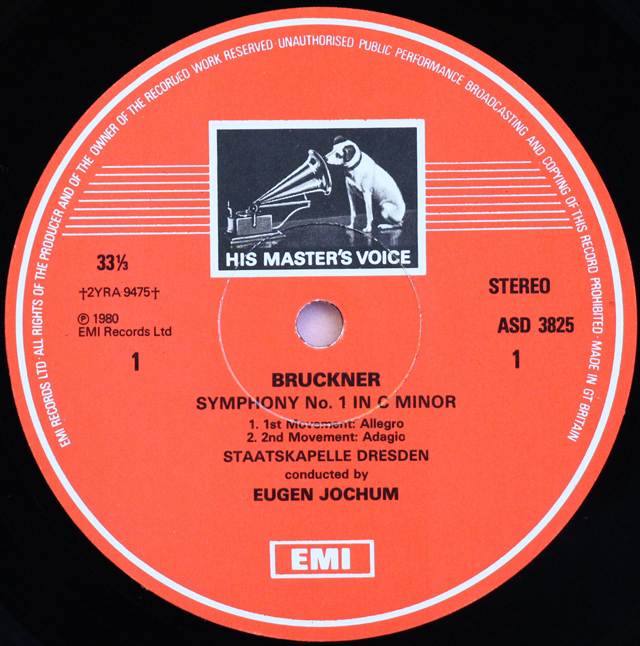 EMI RECORDS LTD · ALL RIGHTS OF THE PRODUCER AND OF THE OWNER OF THE RECORDED WORK RESERVED · UNAUTHORISED PUBLIC PERFORMANCE BROADCASTING AND COPYING OF THIS RECORD PROHIBITED · MADE IN GT BRITAIN
HIS MASTER'S VOICE
33⅓
†2YRA 9475†
℗ 1980
EMI Records Ltd
1
STEREO
ASD 3825
1
BRUCKNER
SYMPHONY No. 1 IN C MINOR
1. 1st Movement: Allegro
2. 2nd Movement: Adagio
STAATSKAPELLE DRESDEN
conducted by
EUGEN JOCHUM
EMI